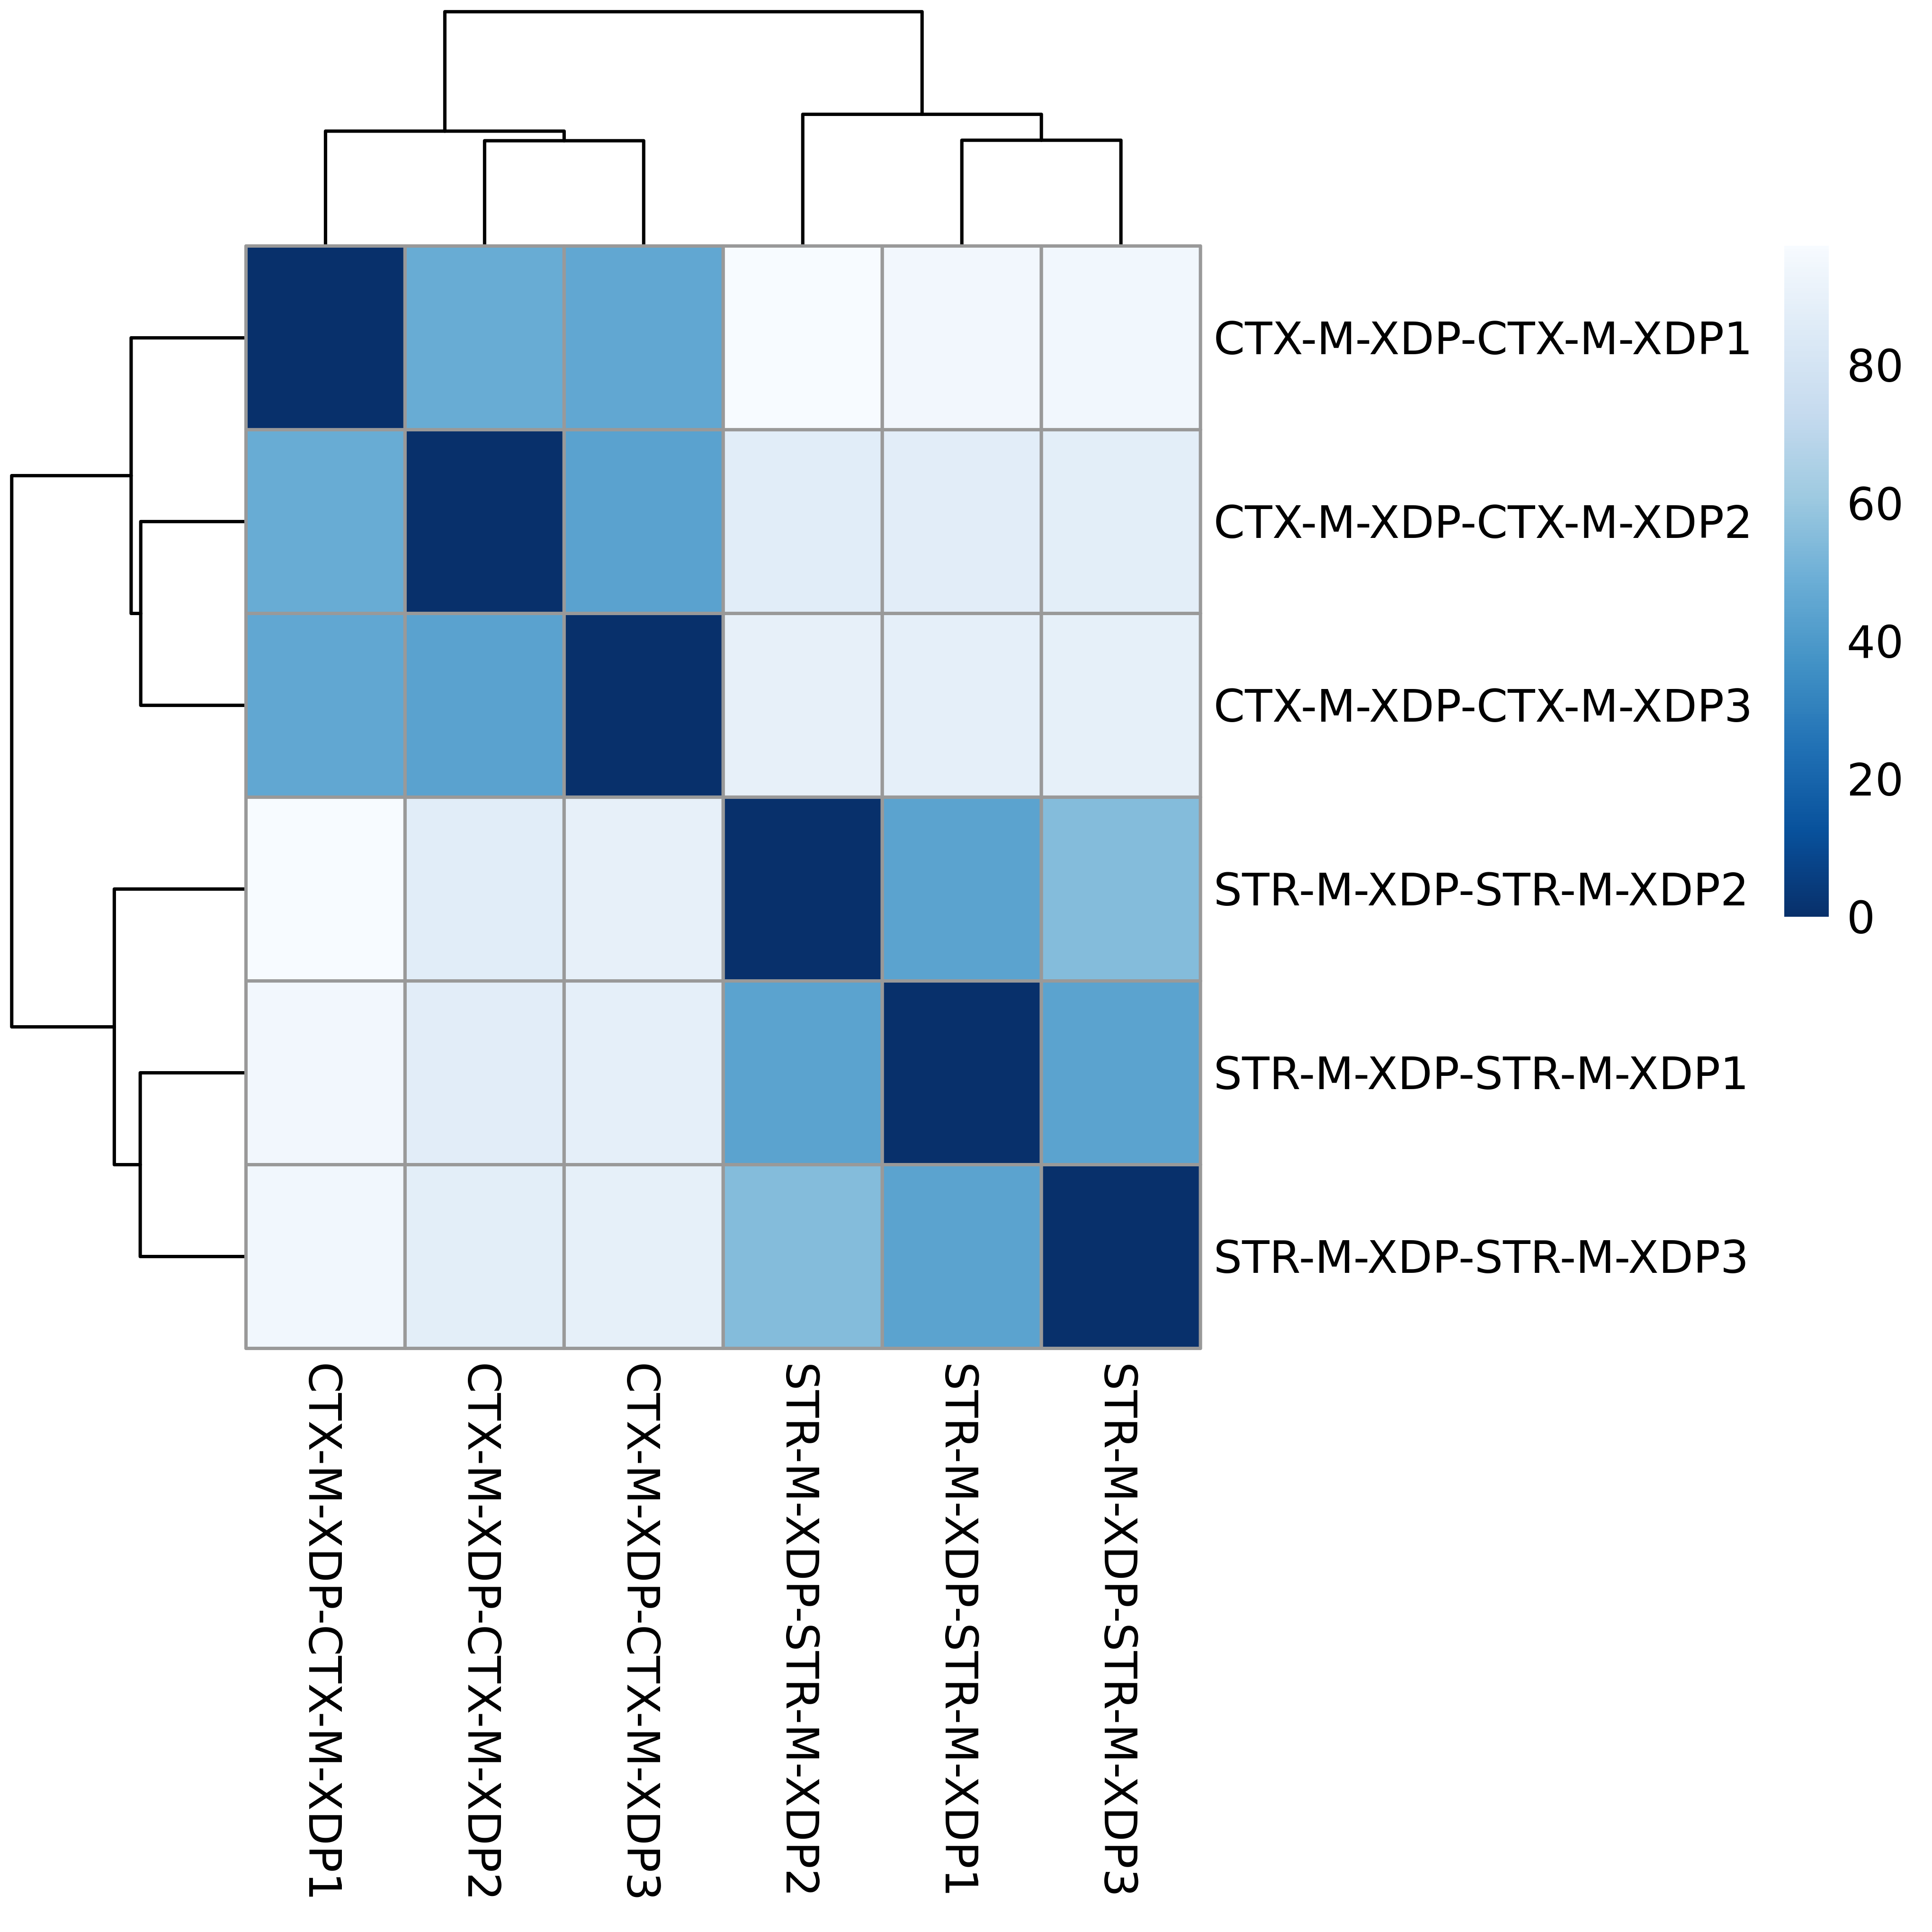 CTX-M-XDP-CTX-M-XDP1
CTX-M-XDP-CTX-M-XDP2
CTX-M-XDP-CTX-M-XDP3
STR-M-XDP-STR-M-XDP2
STR-M-XDP-STR-M-XDP1
STR-M-XDP-STR-M-XDP3
80
60
40
20
0
CTX-M-XDP-CTX-M-XDP1
CTX-M-XDP-CTX-M-XDP2
CTX-M-XDP-CTX-M-XDP3
STR-M-XDP-STR-M-XDP2
STR-M-XDP-STR-M-XDP1
STR-M-XDP-STR-M-XDP3